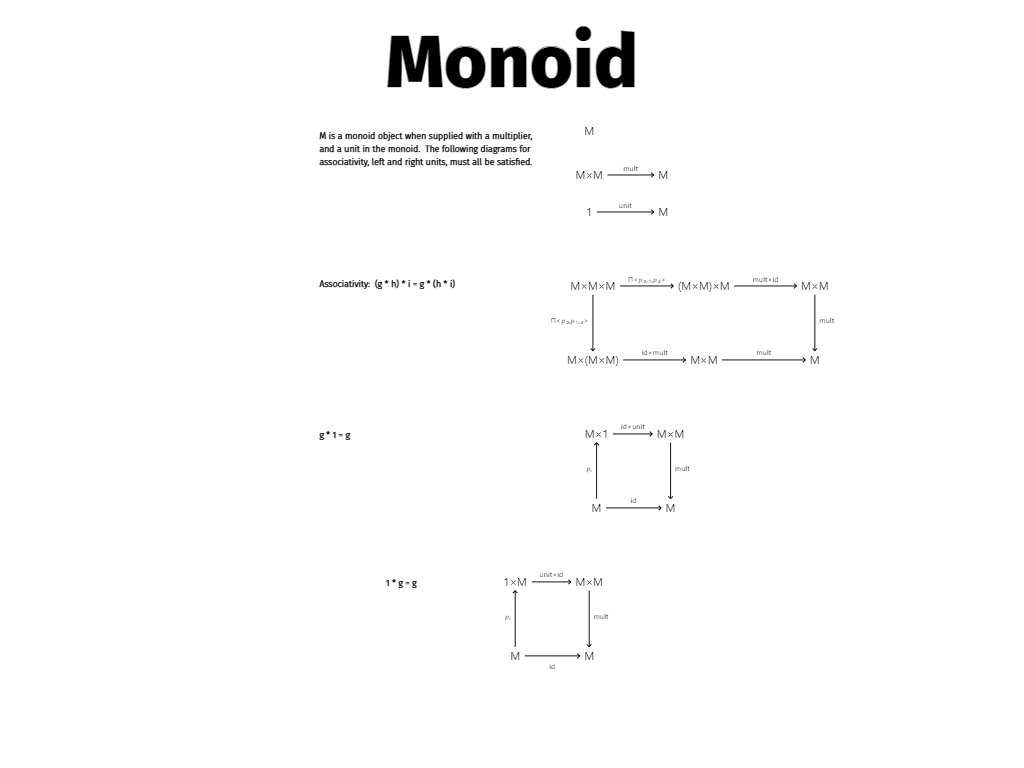 Monoid
M is a monoid object when supplied with a multiplier,
and a unit in the monoid. The following diagrams for
associativity, left and right units, must all be satisfied.
M
mult
M×M M
unit
1 M
Associativity: (g * h) * i = g * (h * i)
mult×id
M×M×M (M×M)×M M×M
mult
id×mult mult
M×(M×M) M×M M
g * 1 = g
id×unit
M×1 M×M
mult
id
M M
1 * g = g
unit×id
1×M M×M
mult
M M
id